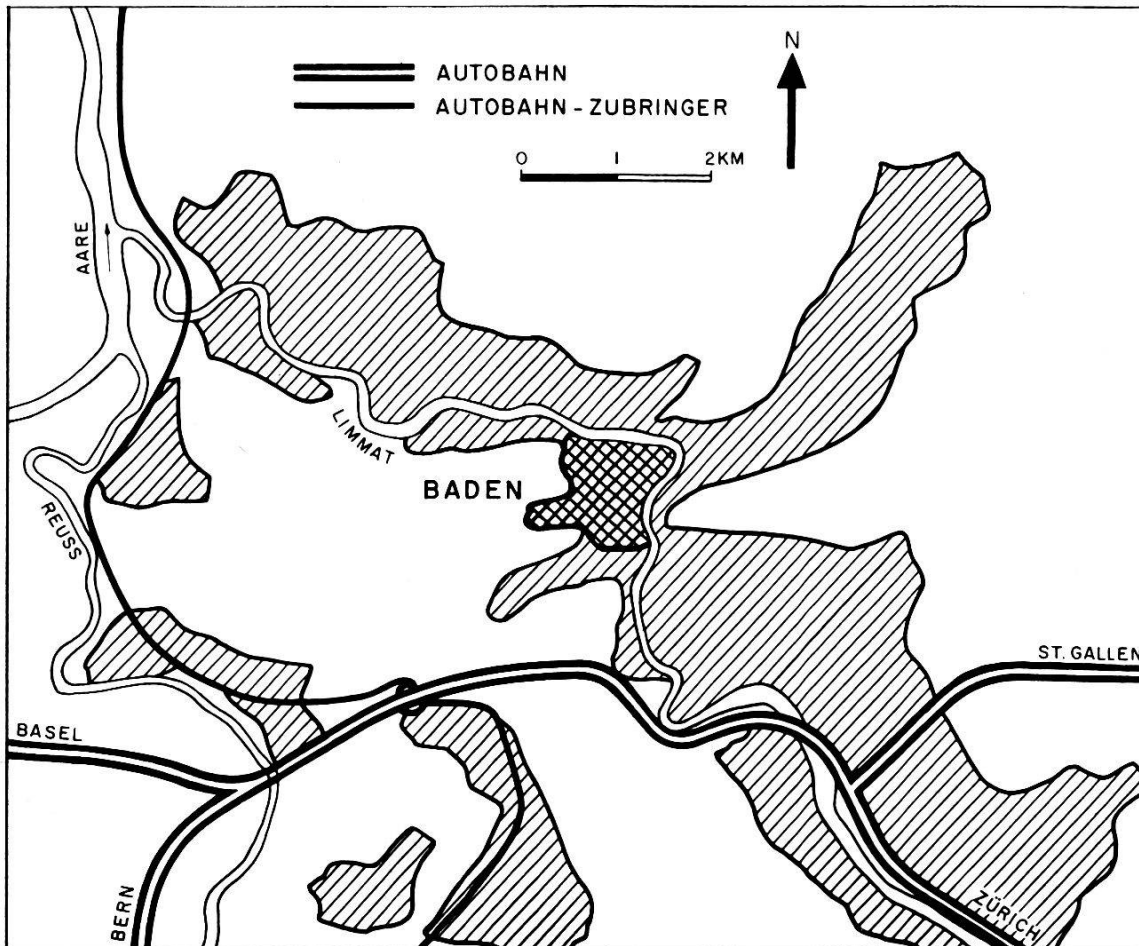 N
AUTOBAHN
AUTOBAHN - ZUBRINGER
0 1 2KM
AARE
LIMMAT
BADEN
REUSS
ST. GALLEN
BASEL
BERN
ZÜRICH